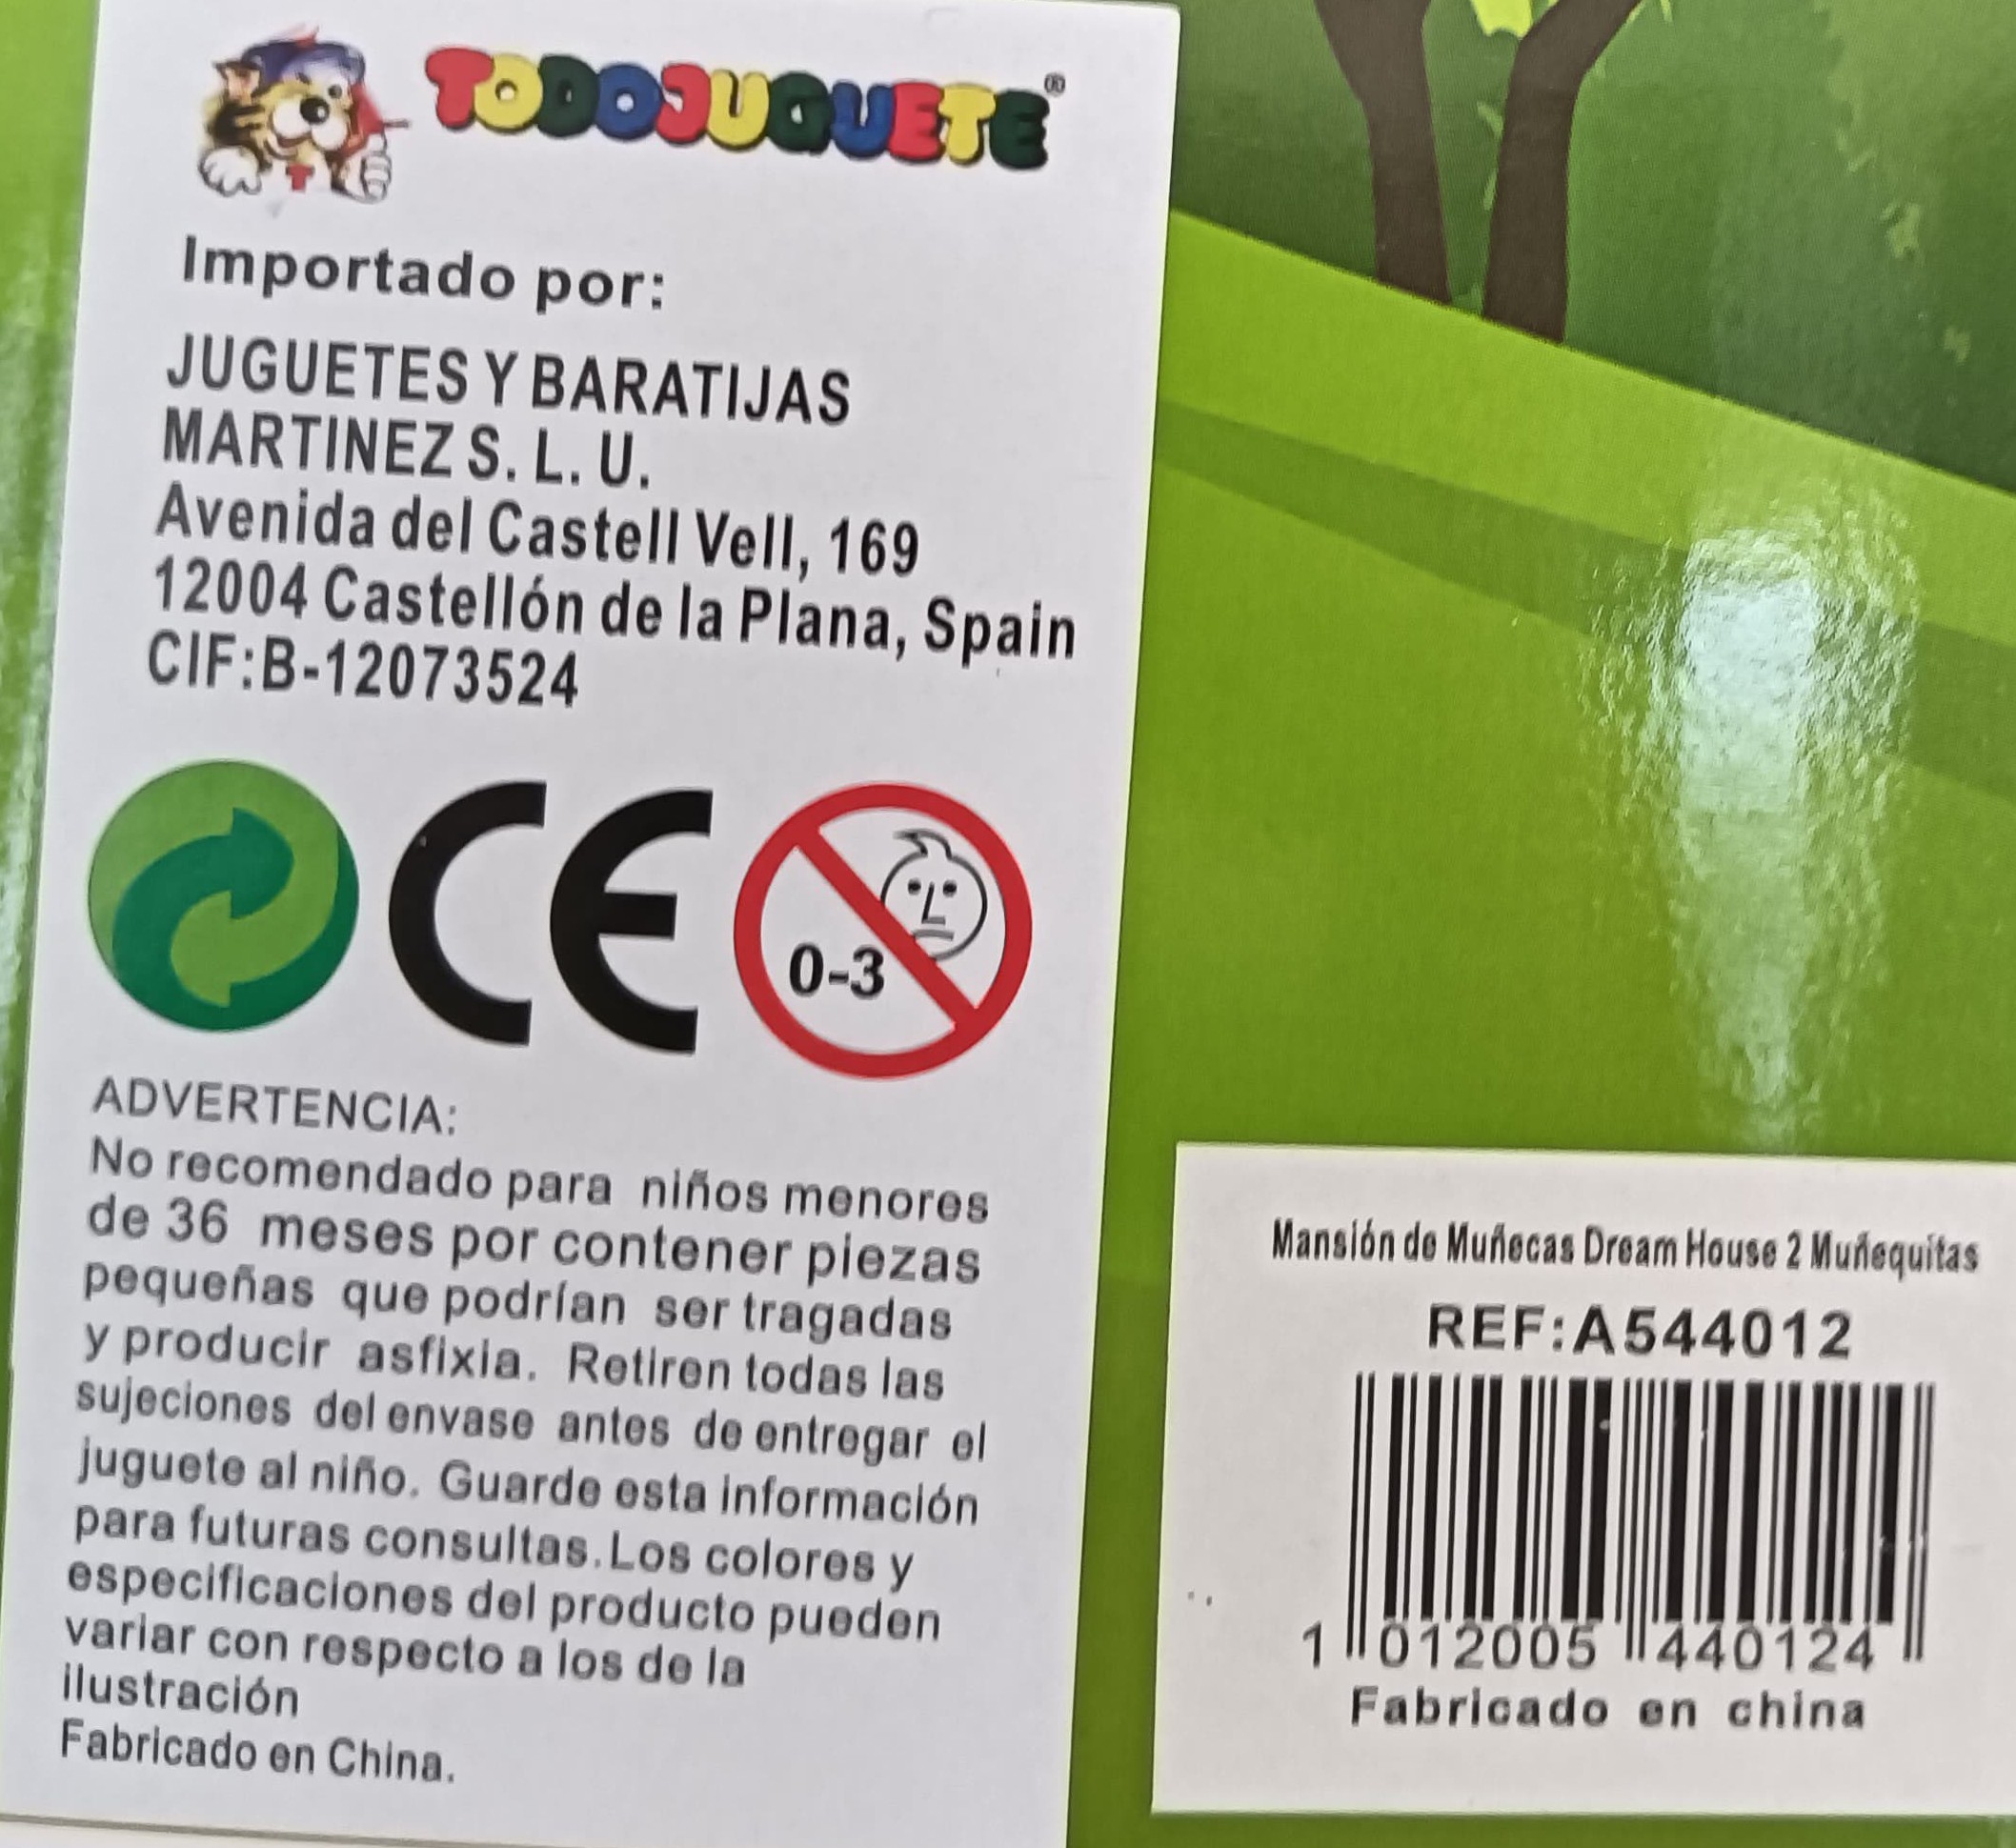 TODOJUGUETE®
Importado por:
JUGUETES Y BARATIJAS
MARTINEZ S. L. U.
Avenida del Castell Vell, 169
12004 Castellón de la Plana, Spain
CIF:B-12073524
CE
0-3
ADVERTENCIA:
No recomendado para niños menores
de 36 meses por contener piezas
pequeñas que podrían ser tragadas
y producir asfixia. Retiren todas las
sujeciones del envase antes de entregar el
juguete al niño. Guarde esta información
para futuras consultas. Los colores y
especificaciones del producto pueden
variar con respecto a los de la
ilustración
Fabricado en China.
Mansión de Muñecas Dream House 2 Muñequitas
REF:A544012
1 012005 440124
Fabricado en china